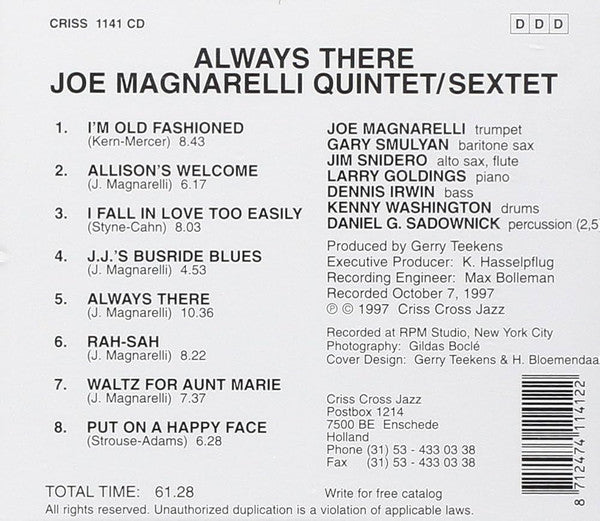 CRISS 1141 CD
D D D
ALWAYS THERE
JOE MAGNARELLI QUINTET/SEXTET
1. I'M OLD FASHIONED
(Kern-Mercer) 8.43
2. ALLISON'S WELCOME
(J. Magnarelli) 6.17
3. I FALL IN LOVE TOO EASILY
(Styne-Cahn) 8.03
4. J.J.'S BUSRIDE BLUES
(J. Magnarelli) 4.53
5. ALWAYS THERE
(J. Magnarelli) 10.36
6. RAH-SAH
(J. Magnarelli) 8.22
7. WALTZ FOR AUNT MARIE
(J. Magnarelli) 7.37
8. PUT ON A HAPPY FACE
(Strouse-Adams) 6.28
JOE MAGNARELLI trumpet
GARY SMULYAN baritone sax
JIM SNIDERO alto sax, flute
LARRY GOLDINGS piano
DENNIS IRWIN bass
KENNY WASHINGTON drums
DANIEL G. SADOWNICK percussion (2,5
Produced by Gerry Teekens
Executive Producer: K. Hasselpflug
Recording Engineer: Max Bolleman
Recorded October 7, 1997
℗ © 1997 Criss Cross Jazz
Recorded at RPM Studio, New York City
Photography: Gildas Boclé
Cover Design: Gerry Teekens & H. Bloemendaa
Criss Cross Jazz
Postbox 1214
7500 BE Enschede
Holland
Phone (31) 53 - 433 03 38
Fax (31) 53 - 433 03 38
8 712474 114122
TOTAL TIME: 61.28
Write for free catalog
All rights reserved. Unauthorized duplication is a violation of applicable laws.